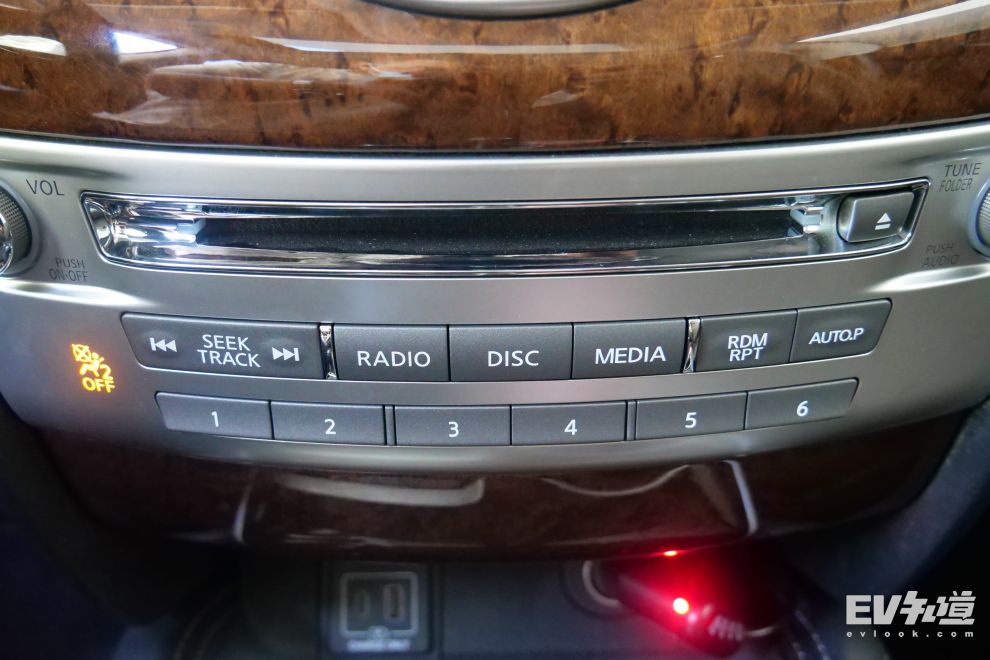 VOL
TUNE
FOLDER
PUSH
ON·OFF
PUSH
AUDIO
SEEK
TRACK
RADIO
DISC
MEDIA
RDM
RPT
AUTO.P
2
OFF
1
2
3
4
5
6
EV知道
evlook.com